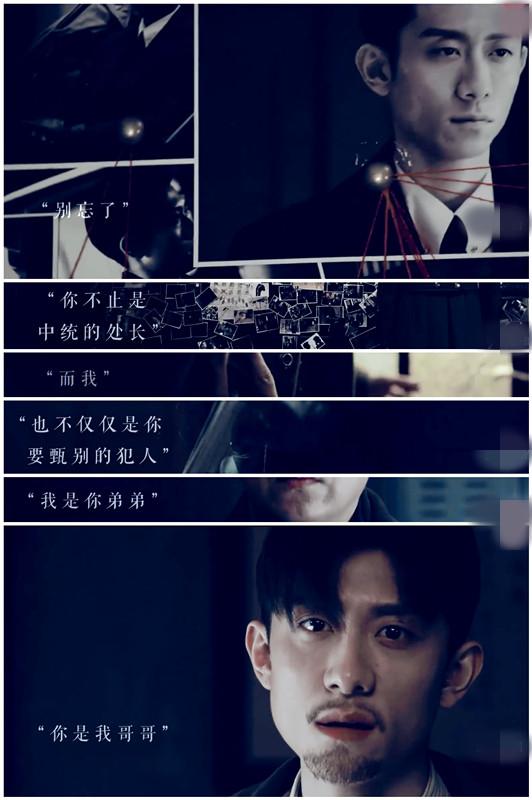 “别忘了”
“你不止是
中统的处长”
“而我”
“也不仅仅是你
要甄别的犯人”
“我是你弟弟”
“你是我哥哥”